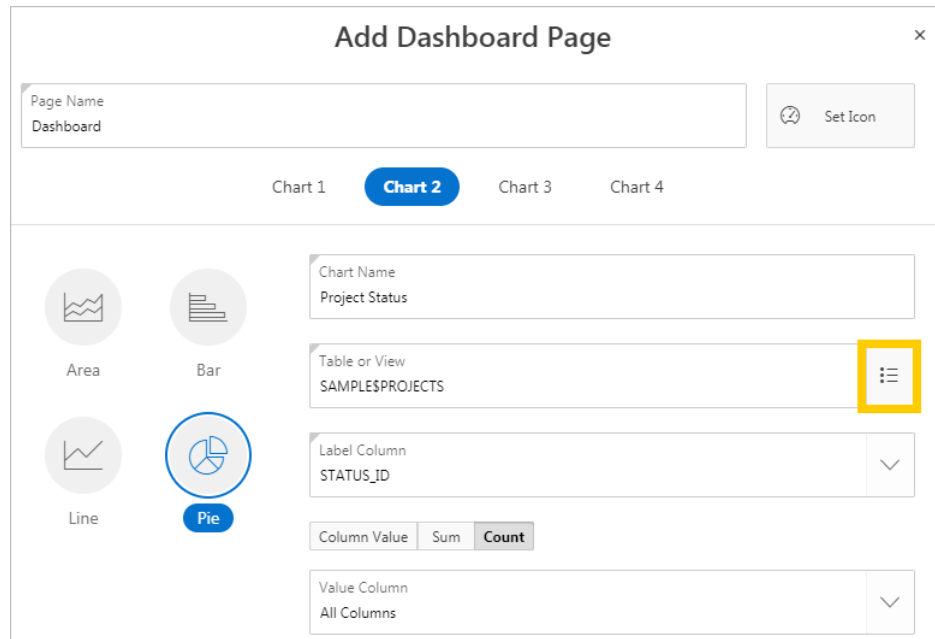 Add Dashboard Page
×
Page Name
Dashboard
Set Icon
Chart 1 Chart 2 Chart 3 Chart 4
Chart Name
Project Status
Area Bar
Table or View
SAMPLE$PROJECTS
Label Column
STATUS_ID
Line Pie
Column Value Sum Count
Value Column
All Columns